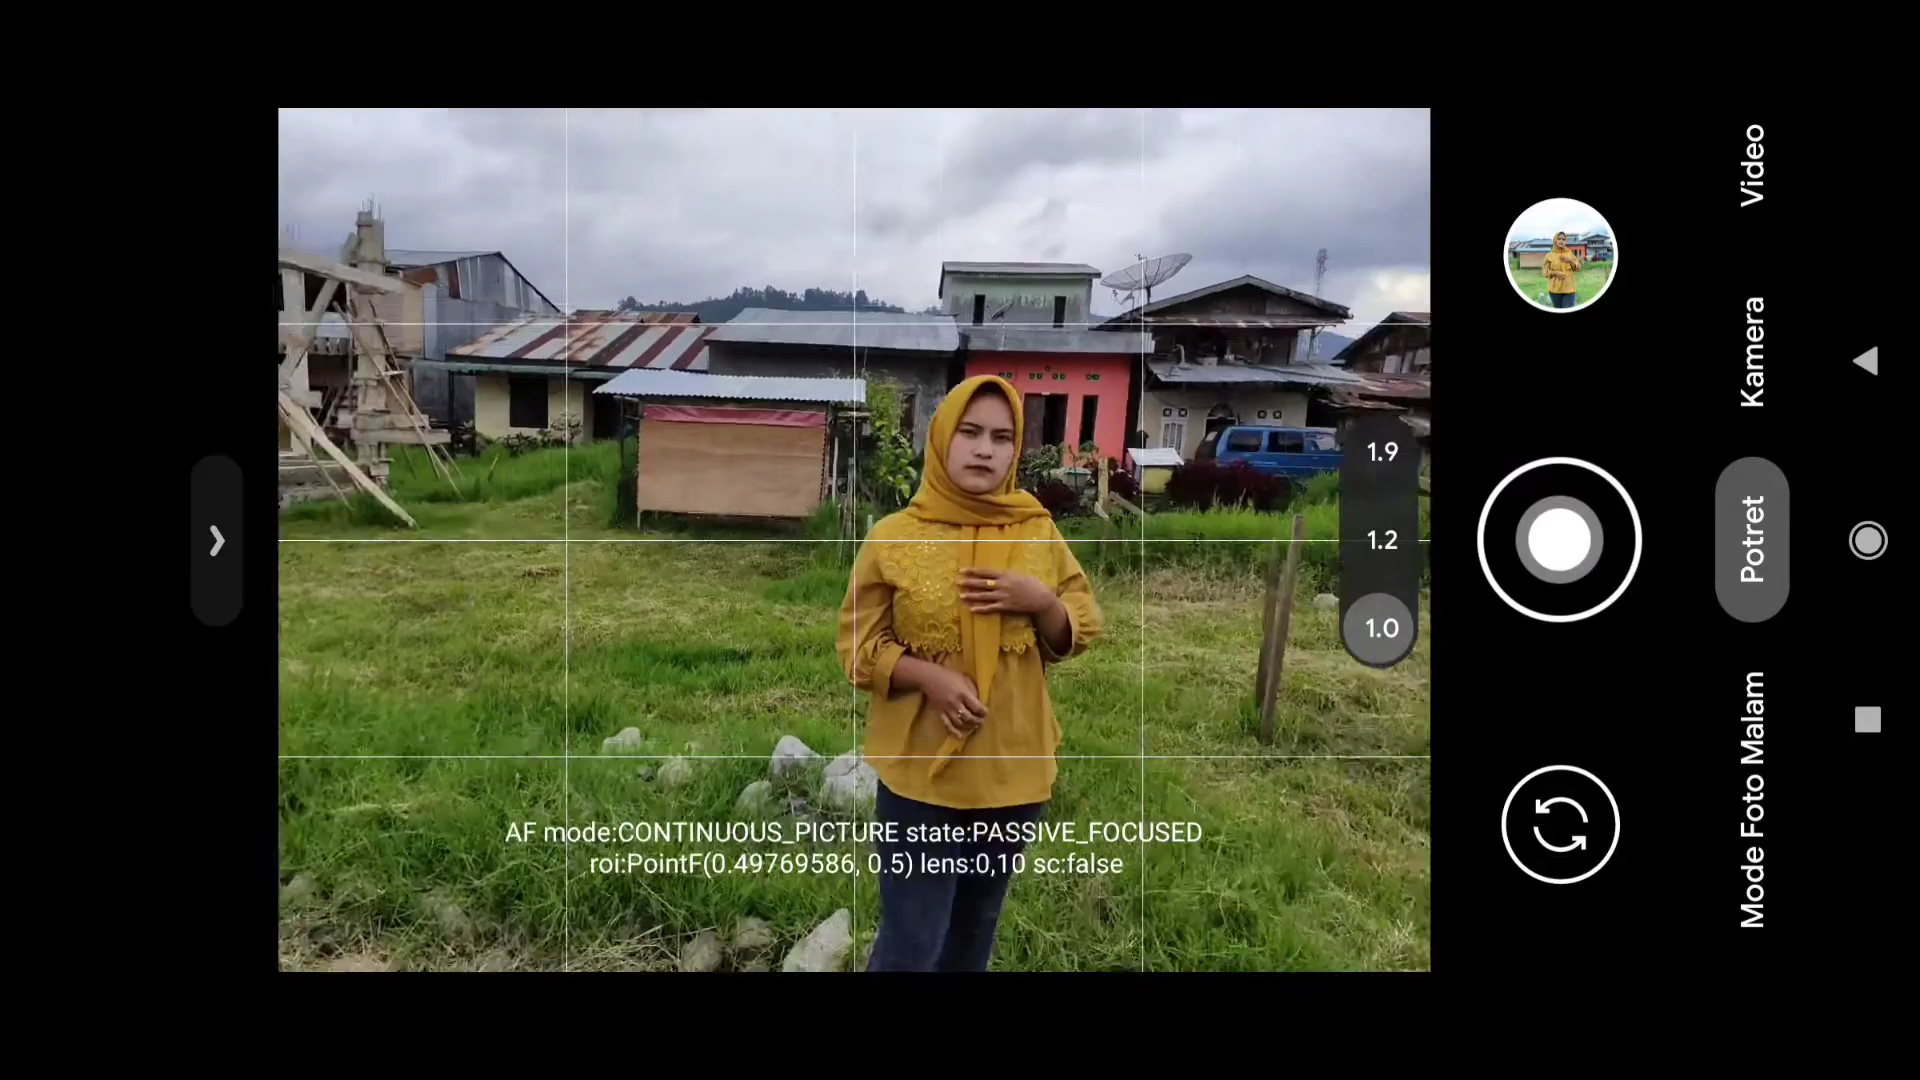 Video
Kamera
1.9
1.2
Potret
1.0
Mode Foto Malam
AF mode:CONTINUOUS_PICTURE state:PASSIVE_FOCUSED
roi:PointF(0.49769586, 0.5) lens:0,10 sc:false